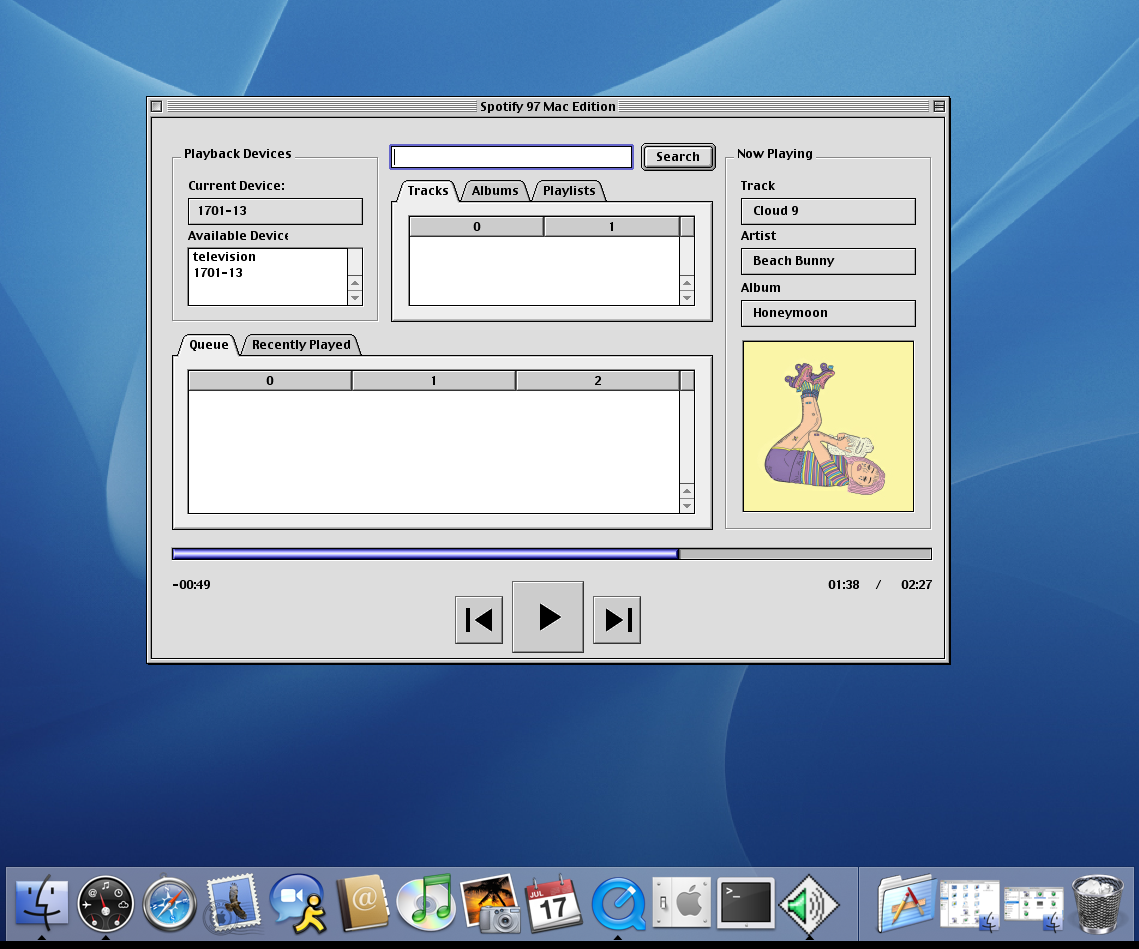 Spotify 97 Mac Edition
Playback Devices
Search
Now Playing
Current Device:
1701-13
Available Device
television
1701-13
Tracks
Albums
Playlists
0
1
Track
Cloud 9
Artist
Beach Bunny
Album
Honeymoon
Queue
Recently Played
0
1
2
-00:49
01:38 / 02:27
JUL
17